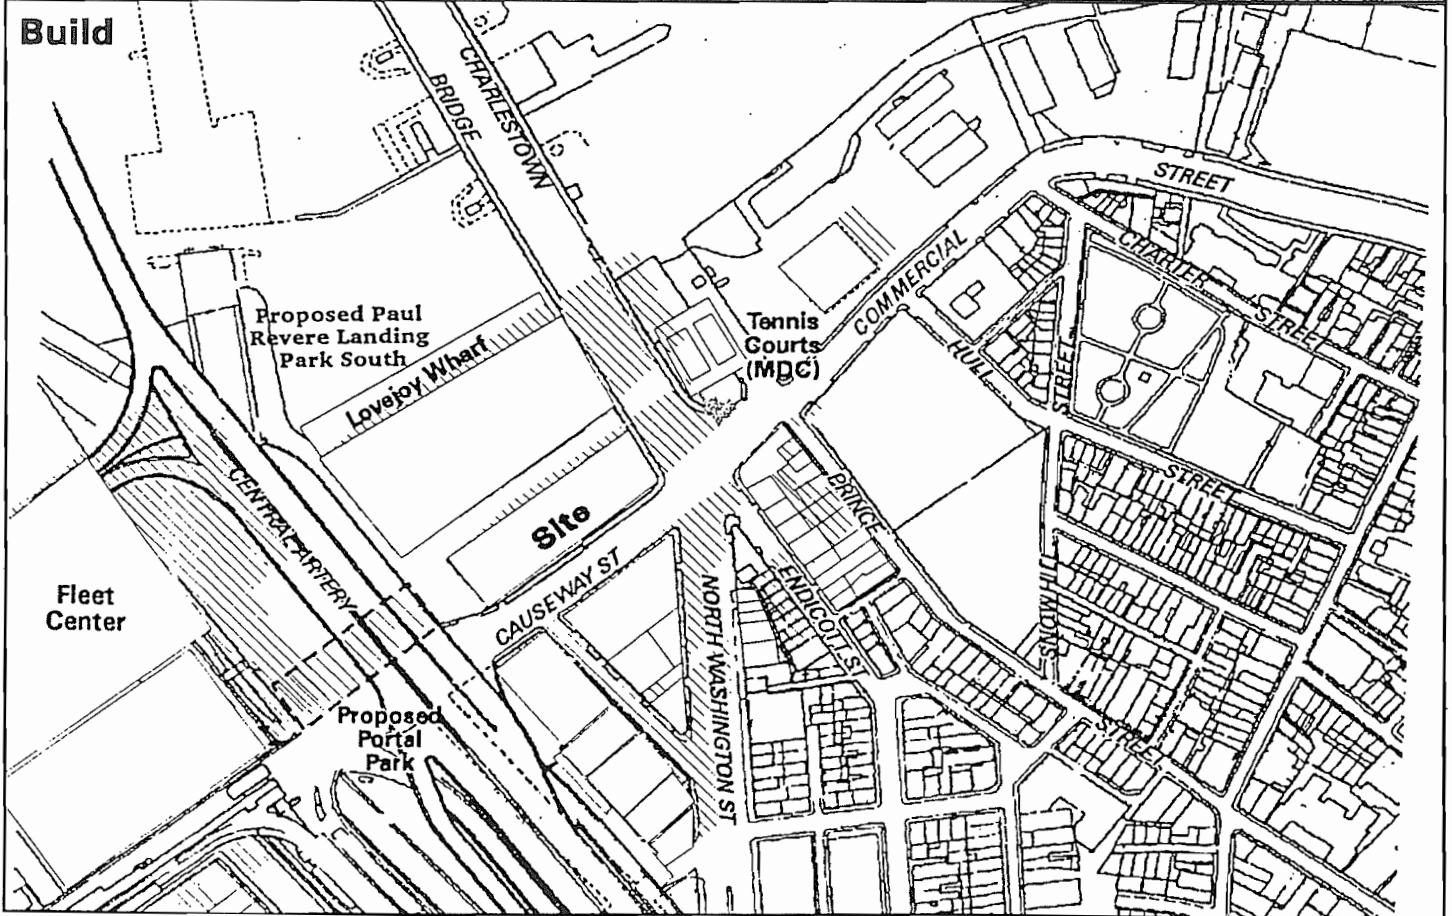 Build
CHARLESTOWN
BRIDGE
STREET
CHARTER
STREET
COMMERCIAL
Proposed Paul
Revere Landing
Park South
Lovejoy Wharf
Tennis
Courts
(MDC)
HULL
STREET
STREET
CENTRAL ARTERY
Site
PRINCE
Fleet
Center
CAUSEWAY ST
NORTH WASHINGTON ST
ENDICOTT ST
SNOWHILL
STREET
Proposed
Portal
Park